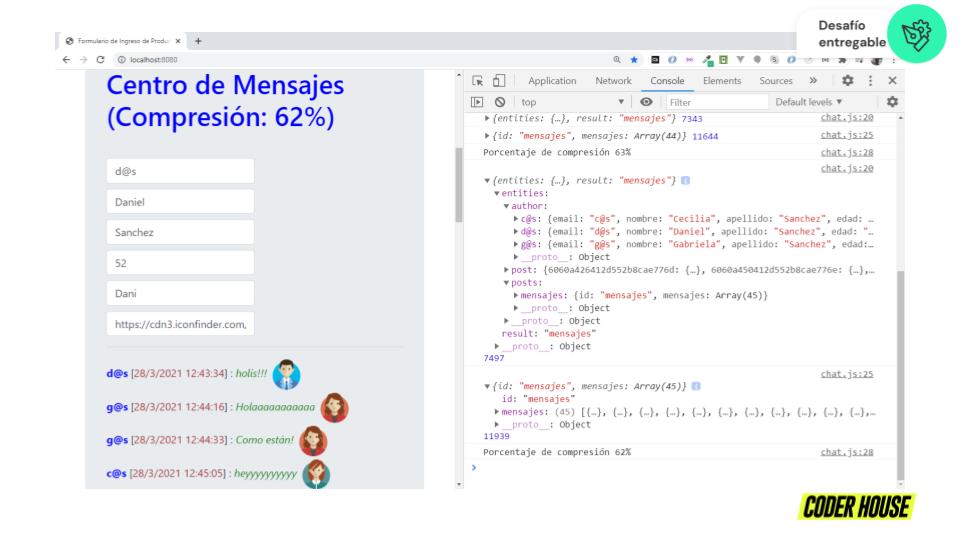 Desafío
entregable
Formulario de Ingreso de Produ
localhost:8080
Centro de Mensajes
(Compresión: 62%)
d@s
Daniel
Sanchez
52
Dani
https://cdn3.iconfinder.com,
d@s [28/3/2021 12:43:34] : holis!!!
g@s [28/3/2021 12:44:16] : Holaaaaaaaaaaa
g@s [28/3/2021 12:44:33] : Como están!
c@s [28/3/2021 12:45:05] : heyyyyyyyyyy
Application Network Console Elements Sources »
top Filter Default levels ▼
▶{entities: {…}, result: "mensajes"} 7343 chat.js:20
▶{id: "mensajes", mensajes: Array(44)} 11644 chat.js:25
Porcentaje de compresión 63% chat.js:28
chat.js:20
▼{entities: {…}, result: "mensajes"}
▼entities:
▼author:
▶c@s: {email: "c@s", nombre: "Cecilia", apellido: "Sanchez", edad: …
▶d@s: {email: "d@s", nombre: "Daniel", apellido: "Sanchez", edad: "…
▶g@s: {email: "g@s", nombre: "Gabriela", apellido: "Sanchez", edad:…
▶__proto__: Object
▶post: {6060a426412d552b8cae776d: {…}, 6060a450412d552b8cae776e: {…},…
▼posts:
▶mensajes: {id: "mensajes", mensajes: Array(45)}
▶__proto__: Object
▶__proto__: Object
result: "mensajes"
▶__proto__: Object
7497
chat.js:25
▼{id: "mensajes", mensajes: Array(45)}
id: "mensajes"
▶mensajes: (45) [{…}, {…}, {…}, {…}, {…}, {…}, {…}, {…}, {…}, {…}, {…},…
▶__proto__: Object
11939
Porcentaje de compresión 62% chat.js:28
CODER HOUSE